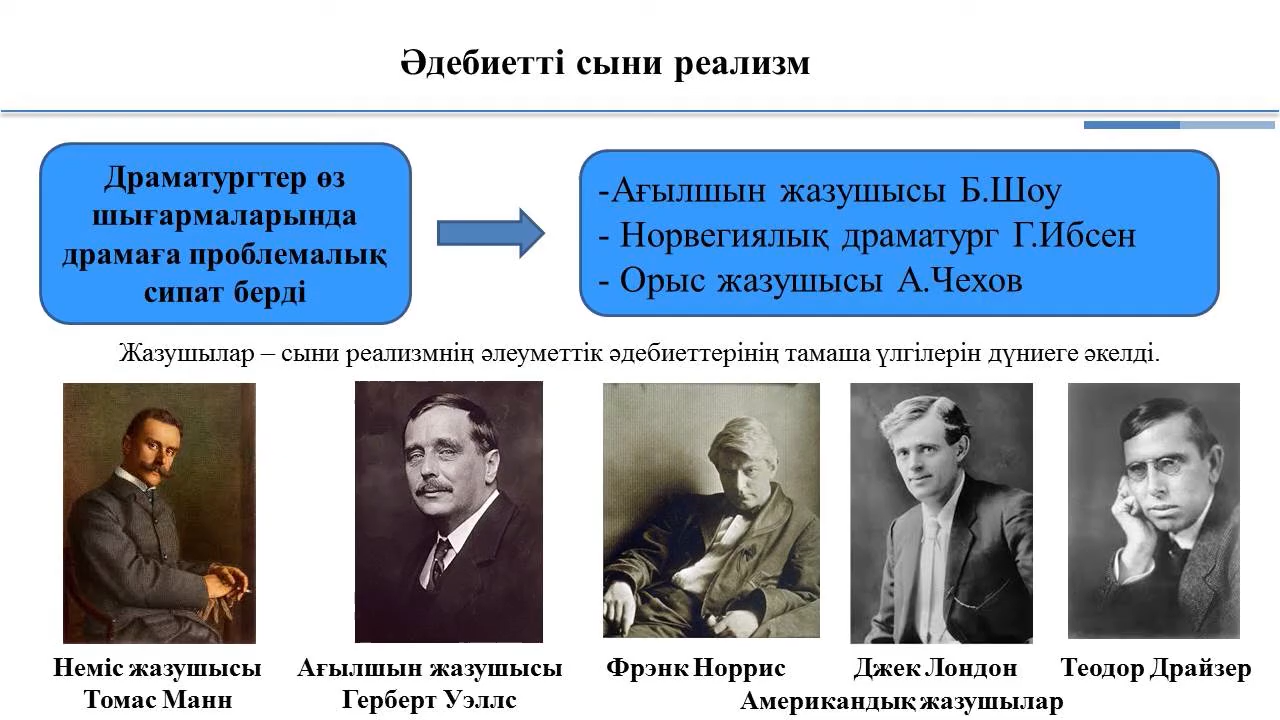 Әдебиетті сыни реализм
Драматургтер өз
шығармаларында
драмаға проблемалық
сипат берді
-Ағылшын жазушысы Б.Шоу
- Норвегиялық драматург Г.Ибсен
- Орыс жазушысы А.Чехов
Жазушылар – сыни реализмнің әлеуметтік әдебиеттерінің тамаша үлгілерін дүниеге әкелді.
Неміс жазушысы
Томас Манн
Ағылшын жазушысы
Герберт Уэллс
Фрэнк Норрис
Джек Лондон
Теодор Драйзер
Американдық жазушылар